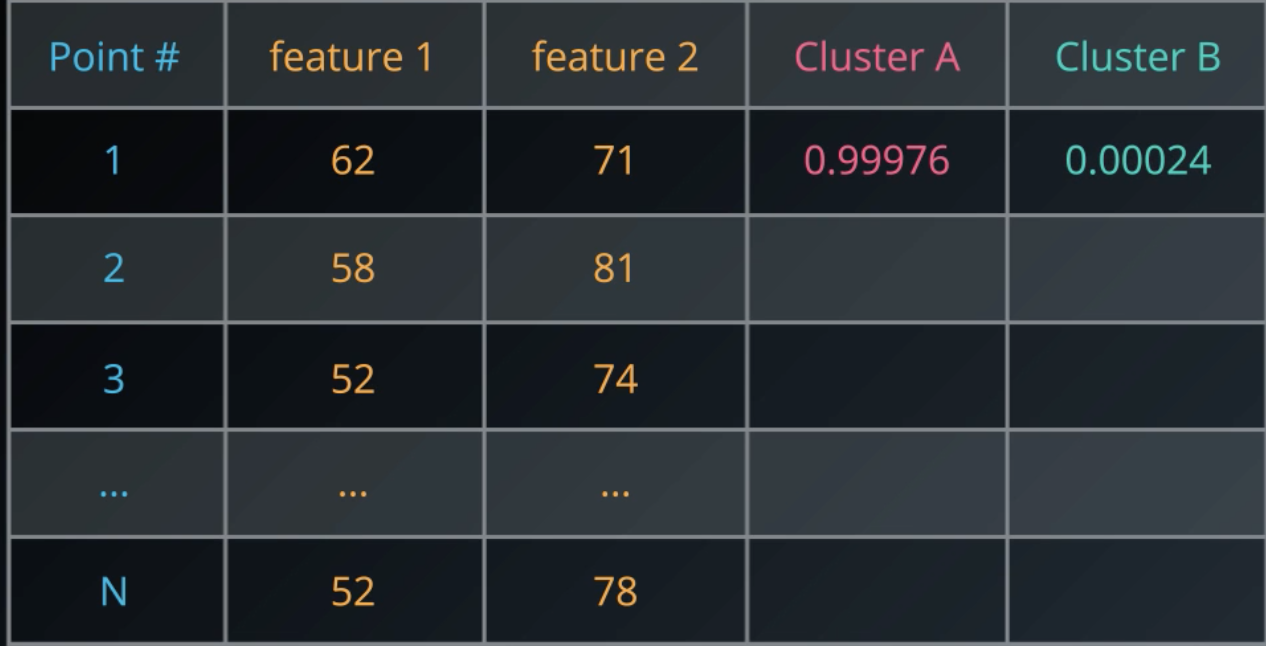 Point # feature 1 feature 2 Cluster A Cluster B
1 62 71 0.99976 0.00024
2 58 81
3 52 74
... ... ...
N 52 78